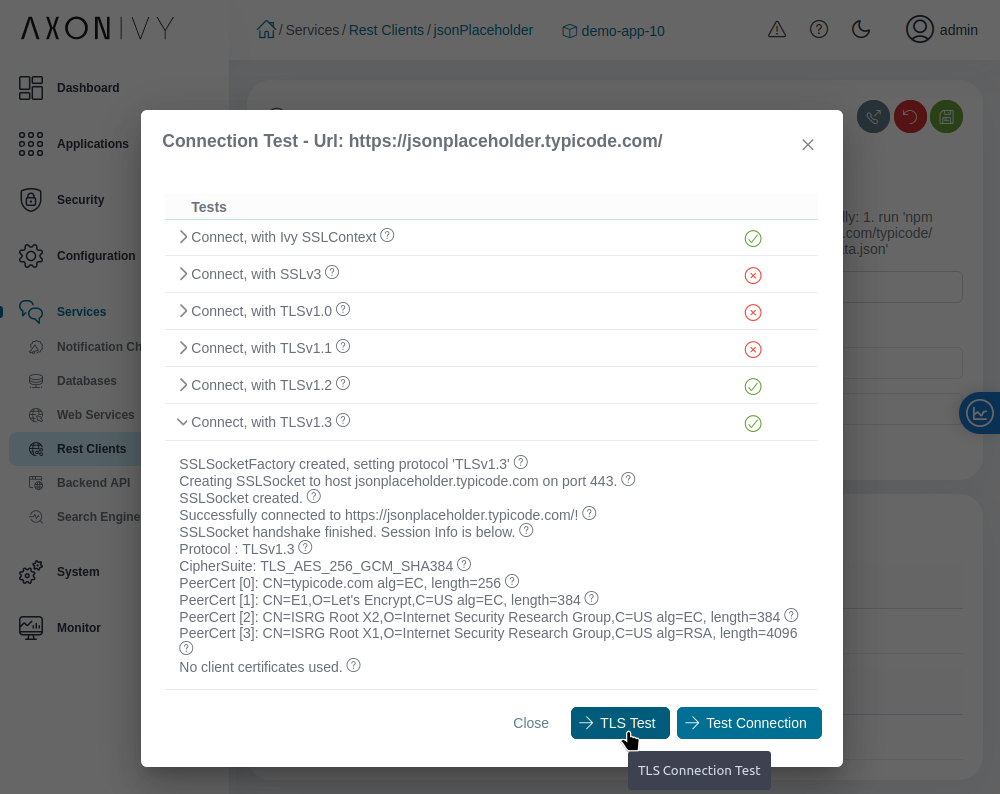 AXONIVY
/ Services / Rest Clients / jsonPlaceholder
demo-app-10
admin
Dashboard
Applications
Security
Configuration
Services
Notification Ch
Databases
Web Services
Rest Clients
Backend API
Search Engine
System
Monitor
lly: 1. run 'npm
.com/typicode/
ta.json'
Connection Test - Url: https://jsonplaceholder.typicode.com/
Tests
Connect, with Ivy SSLContext
Connect, with SSLv3
Connect, with TLSv1.0
Connect, with TLSv1.1
Connect, with TLSv1.2
Connect, with TLSv1.3
SSLSocketFactory created, setting protocol 'TLSv1.3'
Creating SSLSocket to host jsonplaceholder.typicode.com on port 443.
SSLSocket created.
Successfully connected to https://jsonplaceholder.typicode.com/!
SSLSocket handshake finished. Session Info is below.
Protocol : TLSv1.3
CipherSuite: TLS_AES_256_GCM_SHA384
PeerCert [0]: CN=typicode.com alg=EC, length=256
PeerCert [1]: CN=E1,O=Let's Encrypt,C=US alg=EC, length=384
PeerCert [2]: CN=ISRG Root X2,O=Internet Security Research Group,C=US alg=EC, length=384
PeerCert [3]: CN=ISRG Root X1,O=Internet Security Research Group,C=US alg=RSA, length=4096
No client certificates used.
Close
TLS Test
Test Connection
TLS Connection Test